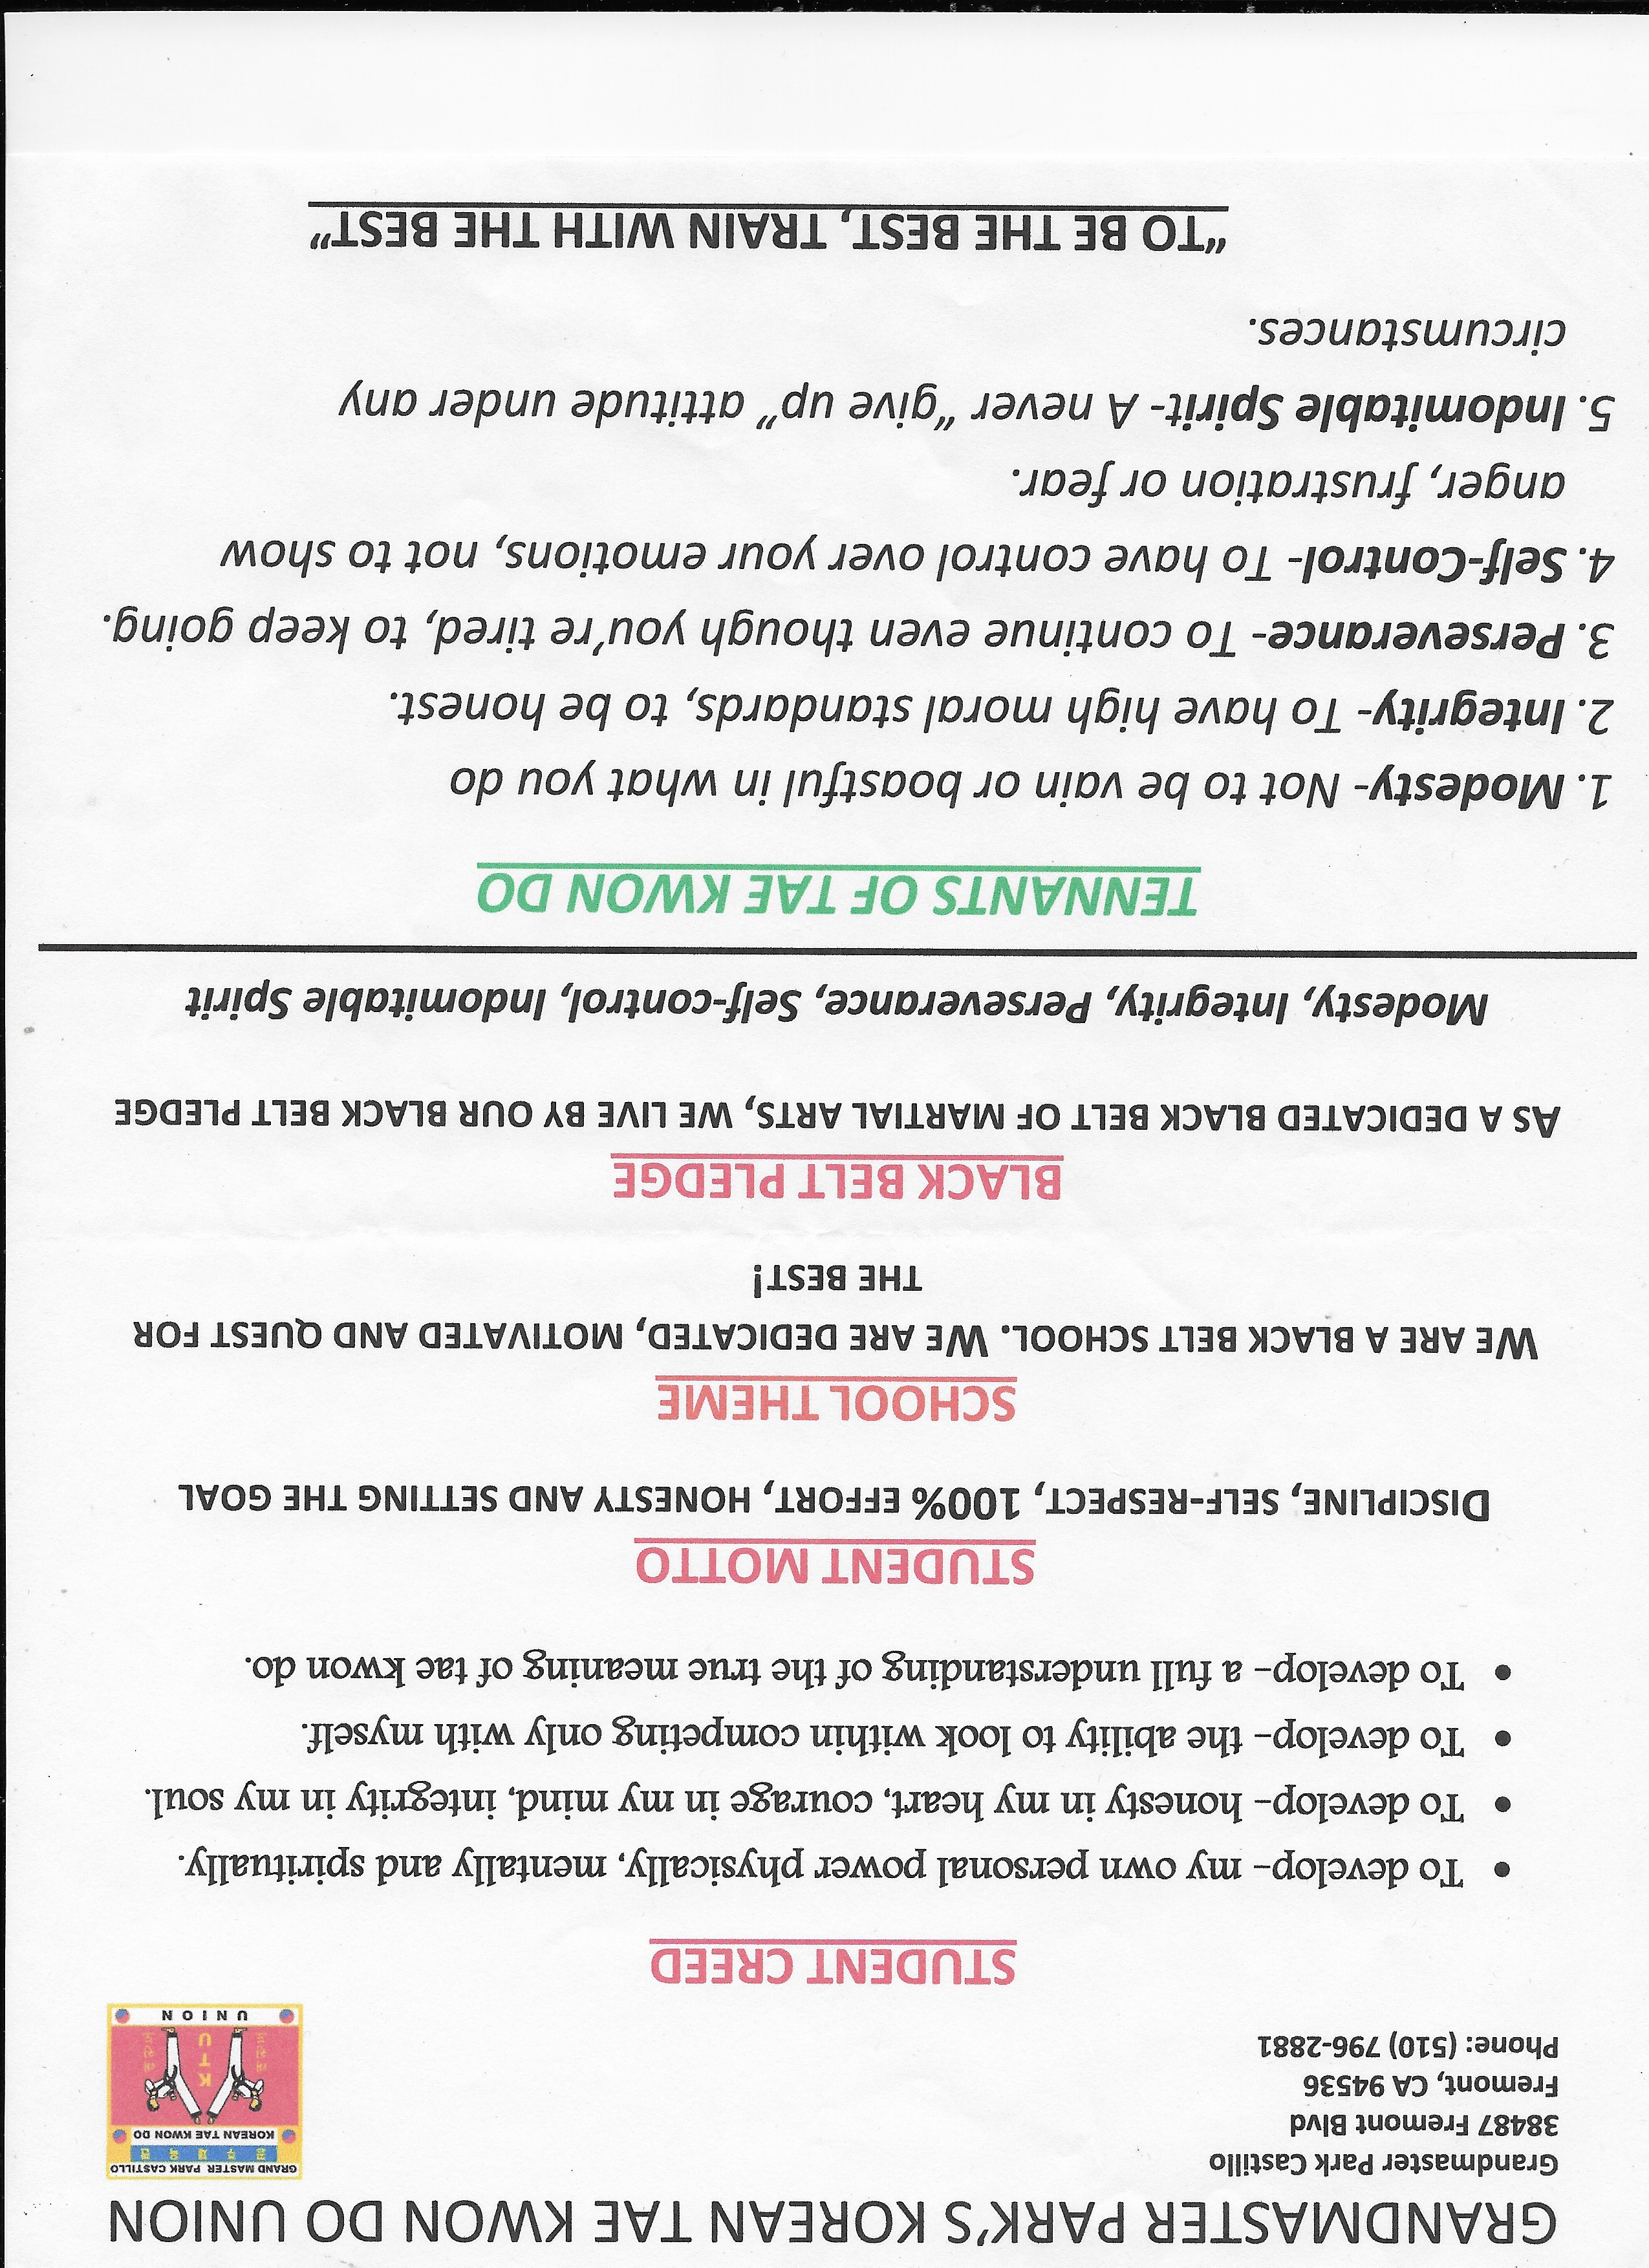 GRANDMASTER PARK'S KOREAN TAE KWON DO UNION
Grandmaster Park Castillo
38487 Fremont Blvd
Fremont, CA 94536
Phone: (510) 796-2881
GRAND MASTER PARK CASTILLO
공 주 체 육 관
KOREAN TAE KWON DO
KTU
태권도
태권도
UNION
STUDENT CREED
• To develop– my own personal power physically, mentally and spiritually.
• To develop– honesty in my heart, courage in my mind, integrity in my soul.
• To develop– the ability to look within competing only with myself.
• To develop– a full understanding of the true meaning of tae kwon do.
STUDENT MOTTO
DISCIPLINE, SELF-RESPECT, 100% EFFORT, HONESTY AND SETTING THE GOAL
SCHOOL THEME
WE ARE A BLACK BELT SCHOOL. WE ARE DEDICATED, MOTIVATED AND QUEST FOR
THE BEST!
BLACK BELT PLEDGE
AS A DEDICATED BLACK BELT OF MARTIAL ARTS, WE LIVE BY OUR BLACK BELT PLEDGE
Modesty, Integrity, Perseverance, Self-control, Indomitable Spirit
TENNANTS OF TAE KWON DO
1. Modesty- Not to be vain or boastful in what you do
2. Integrity- To have high moral standards, to be honest.
3. Perseverance- To continue even though you're tired, to keep going.
4. Self-Control- To have control over your emotions, not to show
anger, frustration or fear.
5. Indomitable Spirit- A never "give up" attitude under any
circumstances.
"TO BE THE BEST, TRAIN WITH THE BEST"